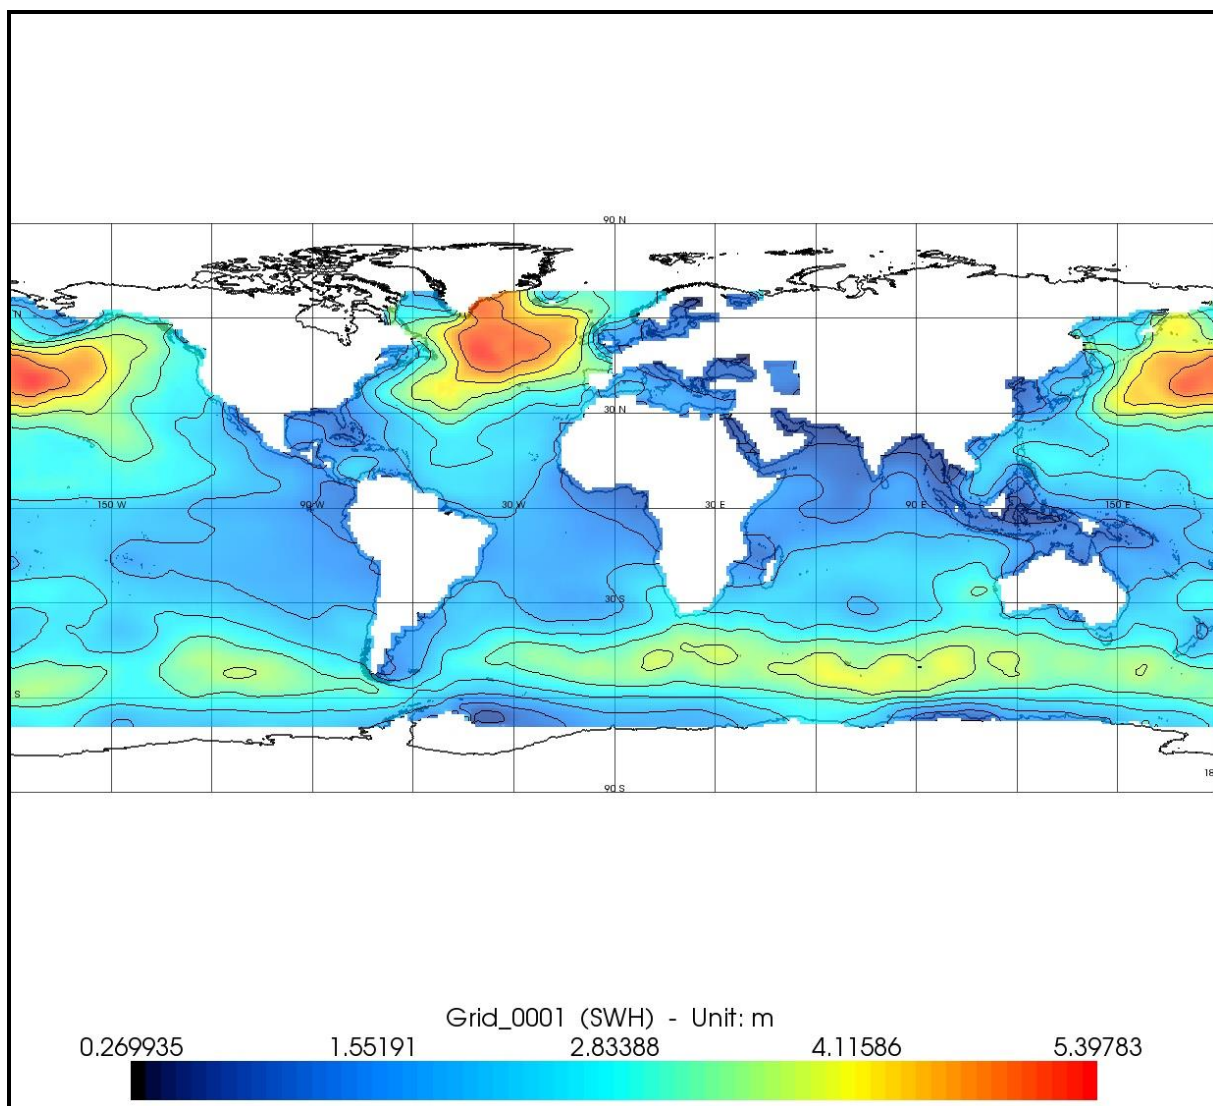 90 N
N
30 N
150 W 90 W 30 W 30 E 90 E 150 E
30 S
S
18
90 S
Grid_0001 (SWH) - Unit: m
0.269935 1.55191 2.83388 4.11586 5.39783